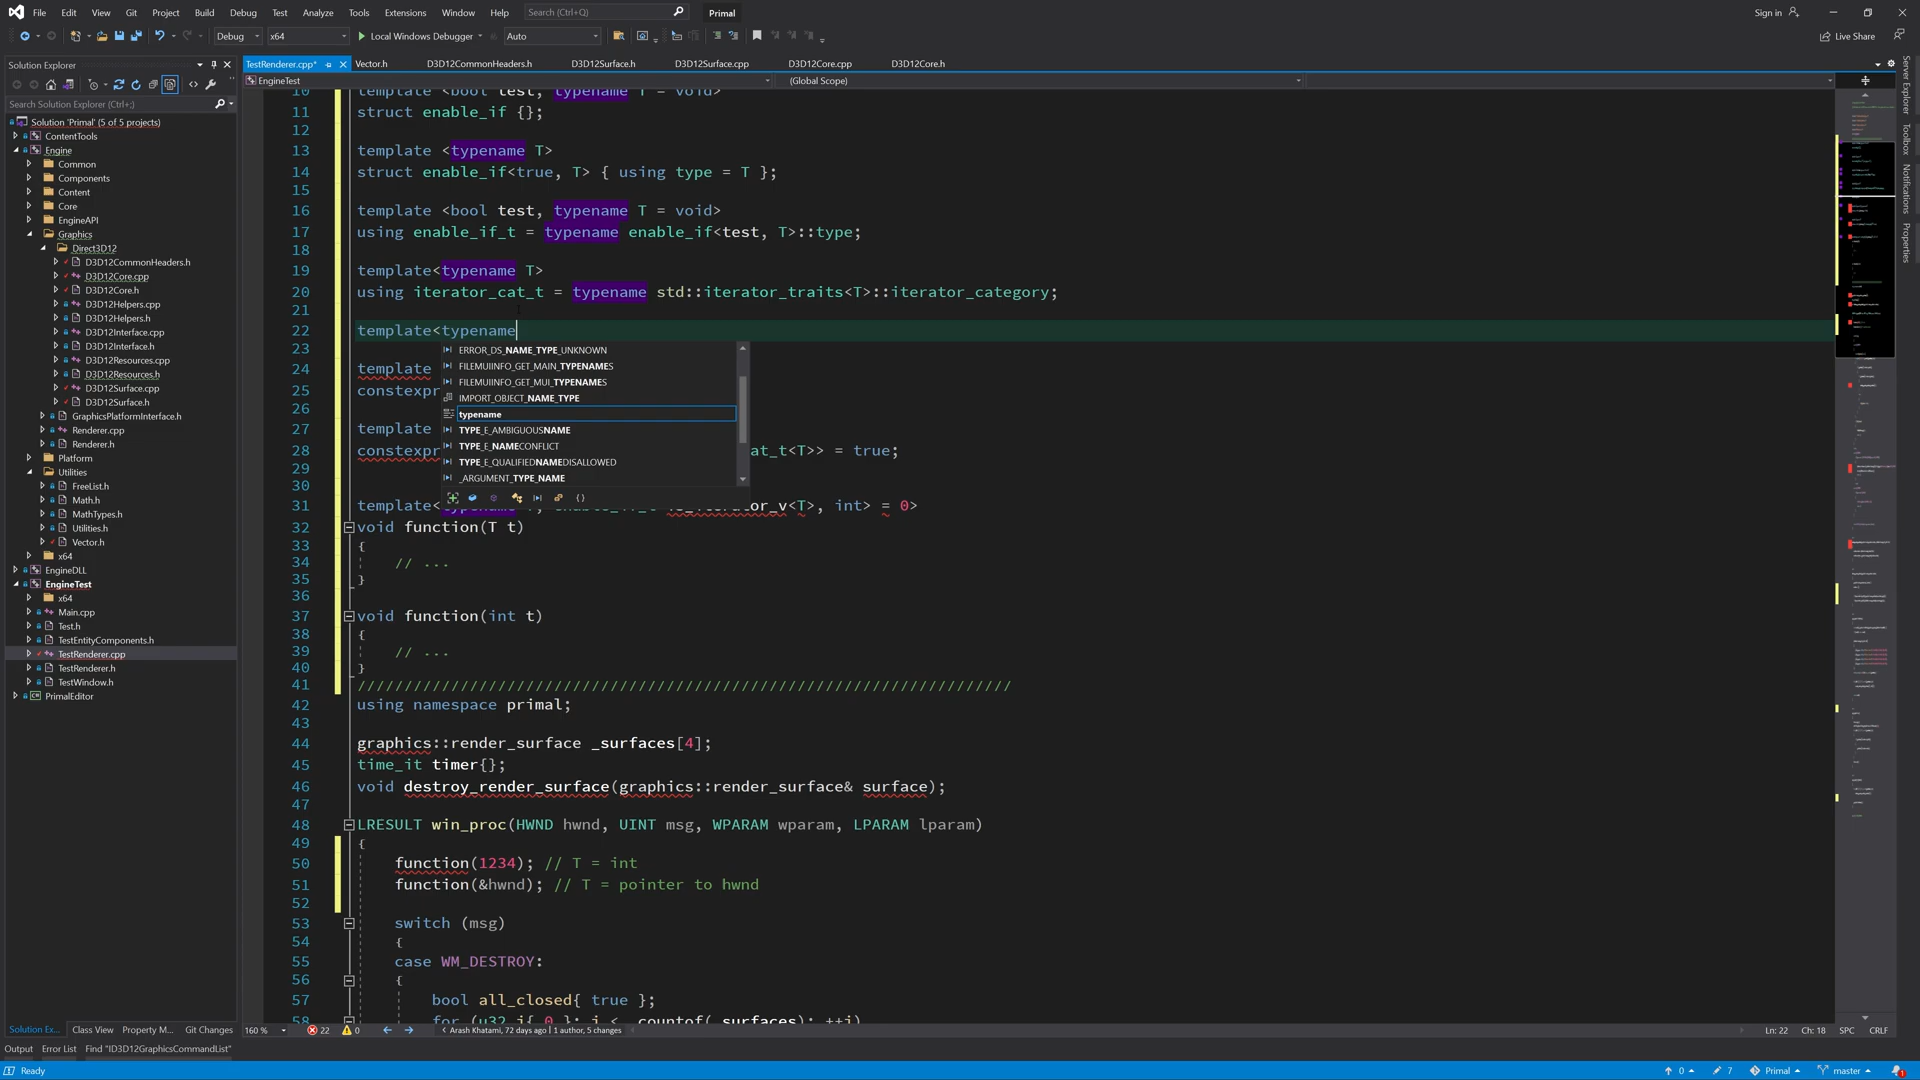 File Edit View Git Project Build Debug Test Analyze Tools Extensions Window Help Search (Ctrl+Q) Primal Sign in
Debug x64 Local Windows Debugger Auto Live Share
Solution Explorer
Search Solution Explorer (Ctrl+;)
Solution 'Primal' (5 of 5 projects)
ContentTools
Engine
Common
Components
Content
Core
EngineAPI
Graphics
Direct3D12
D3D12CommonHeaders.h
D3D12Core.cpp
D3D12Core.h
D3D12Helpers.cpp
D3D12Helpers.h
D3D12Interface.cpp
D3D12Interface.h
D3D12Resources.cpp
D3D12Resources.h
D3D12Surface.cpp
D3D12Surface.h
GraphicsPlatformInterface.h
Renderer.cpp
Renderer.h
Platform
Utilities
FreeList.h
Math.h
MathTypes.h
Utilities.h
Vector.h
x64
EngineDLL
EngineTest
x64
Main.cpp
Test.h
TestEntityComponents.h
TestRenderer.cpp
TestRenderer.h
TestWindow.h
PrimalEditor
Solution Ex... Class View Property M... Git Changes
TestRenderer.cpp* Vector.h D3D12CommonHeaders.h D3D12Surface.h D3D12Surface.cpp D3D12Core.cpp D3D12Core.h
EngineTest (Global Scope)
10 template <bool test, typename T = void>
11 struct enable_if {};
12
13 template <typename T>
14 struct enable_if<true, T> { using type = T };
15
16 template <bool test, typename T = void>
17 using enable_if_t = typename enable_if<test, T>::type;
18
19 template<typename T>
20 using iterator_cat_t = typename std::iterator_traits<T>::iterator_category;
21
22 template<typename
23
24 template
25 constexpr
26
27 template
28 constexpr at_t<T>> = true;
29
30
31 template< <T>, int> = 0>
32 void function(T t)
33 {
34 // ...
35 }
36
37 void function(int t)
38 {
39 // ...
40 }
41 //////////////////////////////////////////////////////////////////////
42 using namespace primal;
43
44 graphics::render_surface _surfaces[4];
45 time_it timer{};
46 void destroy_render_surface(graphics::render_surface& surface);
47
48 LRESULT win_proc(HWND hwnd, UINT msg, WPARAM wparam, LPARAM lparam)
49 {
50 function(1234); // T = int
51 function(&hwnd); // T = pointer to hwnd
52
53 switch (msg)
54 {
55 case WM_DESTROY:
56 {
57 bool all_closed{ true };
58 for (u32 i{ 0 }; i < _countof(_surfaces); ++i)
ERROR_DS_NAME_TYPE_UNKNOWN
FILEMUIINFO_GET_MAIN_TYPENAMES
FILEMUIINFO_GET_MUI_TYPENAMES
IMPORT_OBJECT_NAME_TYPE
typename
TYPE_E_AMBIGUOUSNAME
TYPE_E_NAMECONFLICT
TYPE_E_QUALIFIEDNAMEDISALLOWED
_ARGUMENT_TYPE_NAME
Server Explorer
Toolbox
Notifications
Properties
160 % 22 0 Arash Khatami, 72 days ago | 1 author, 5 changes Ln: 22 Ch: 18 SPC CRLF
Output Error List Find "ID3D12GraphicsCommandList"
Ready 0 7 Primal master 1